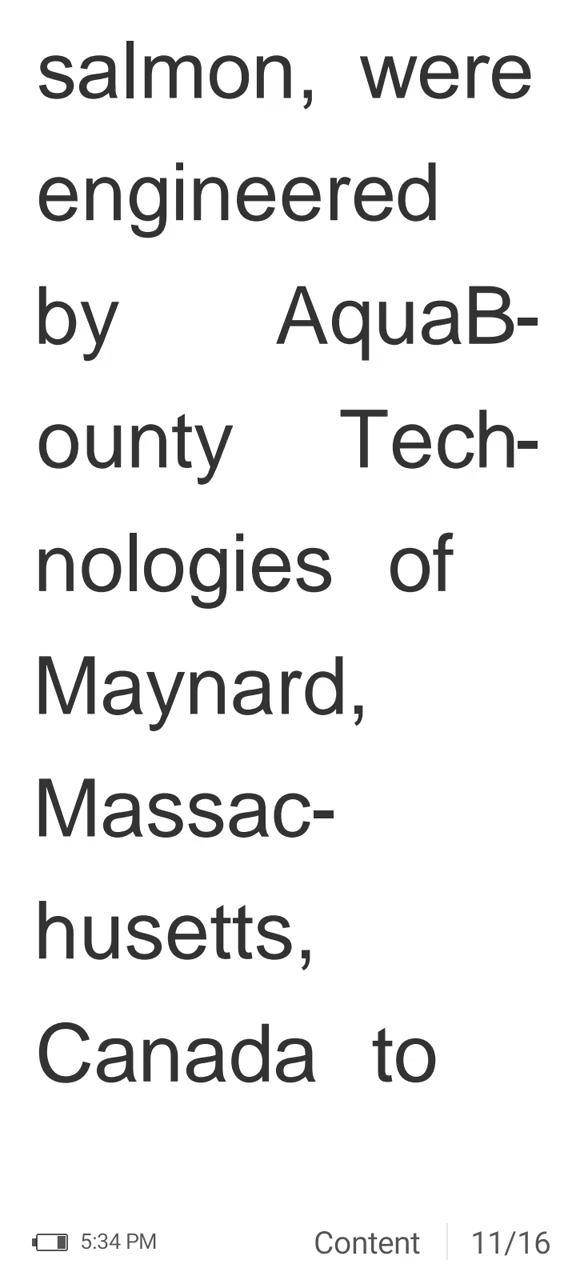 salmon, were
engineered
by AquaB-
ounty Tech-
nologies of
Maynard,
Massac-
husetts,
Canada to
5:34 PM Content 11/16